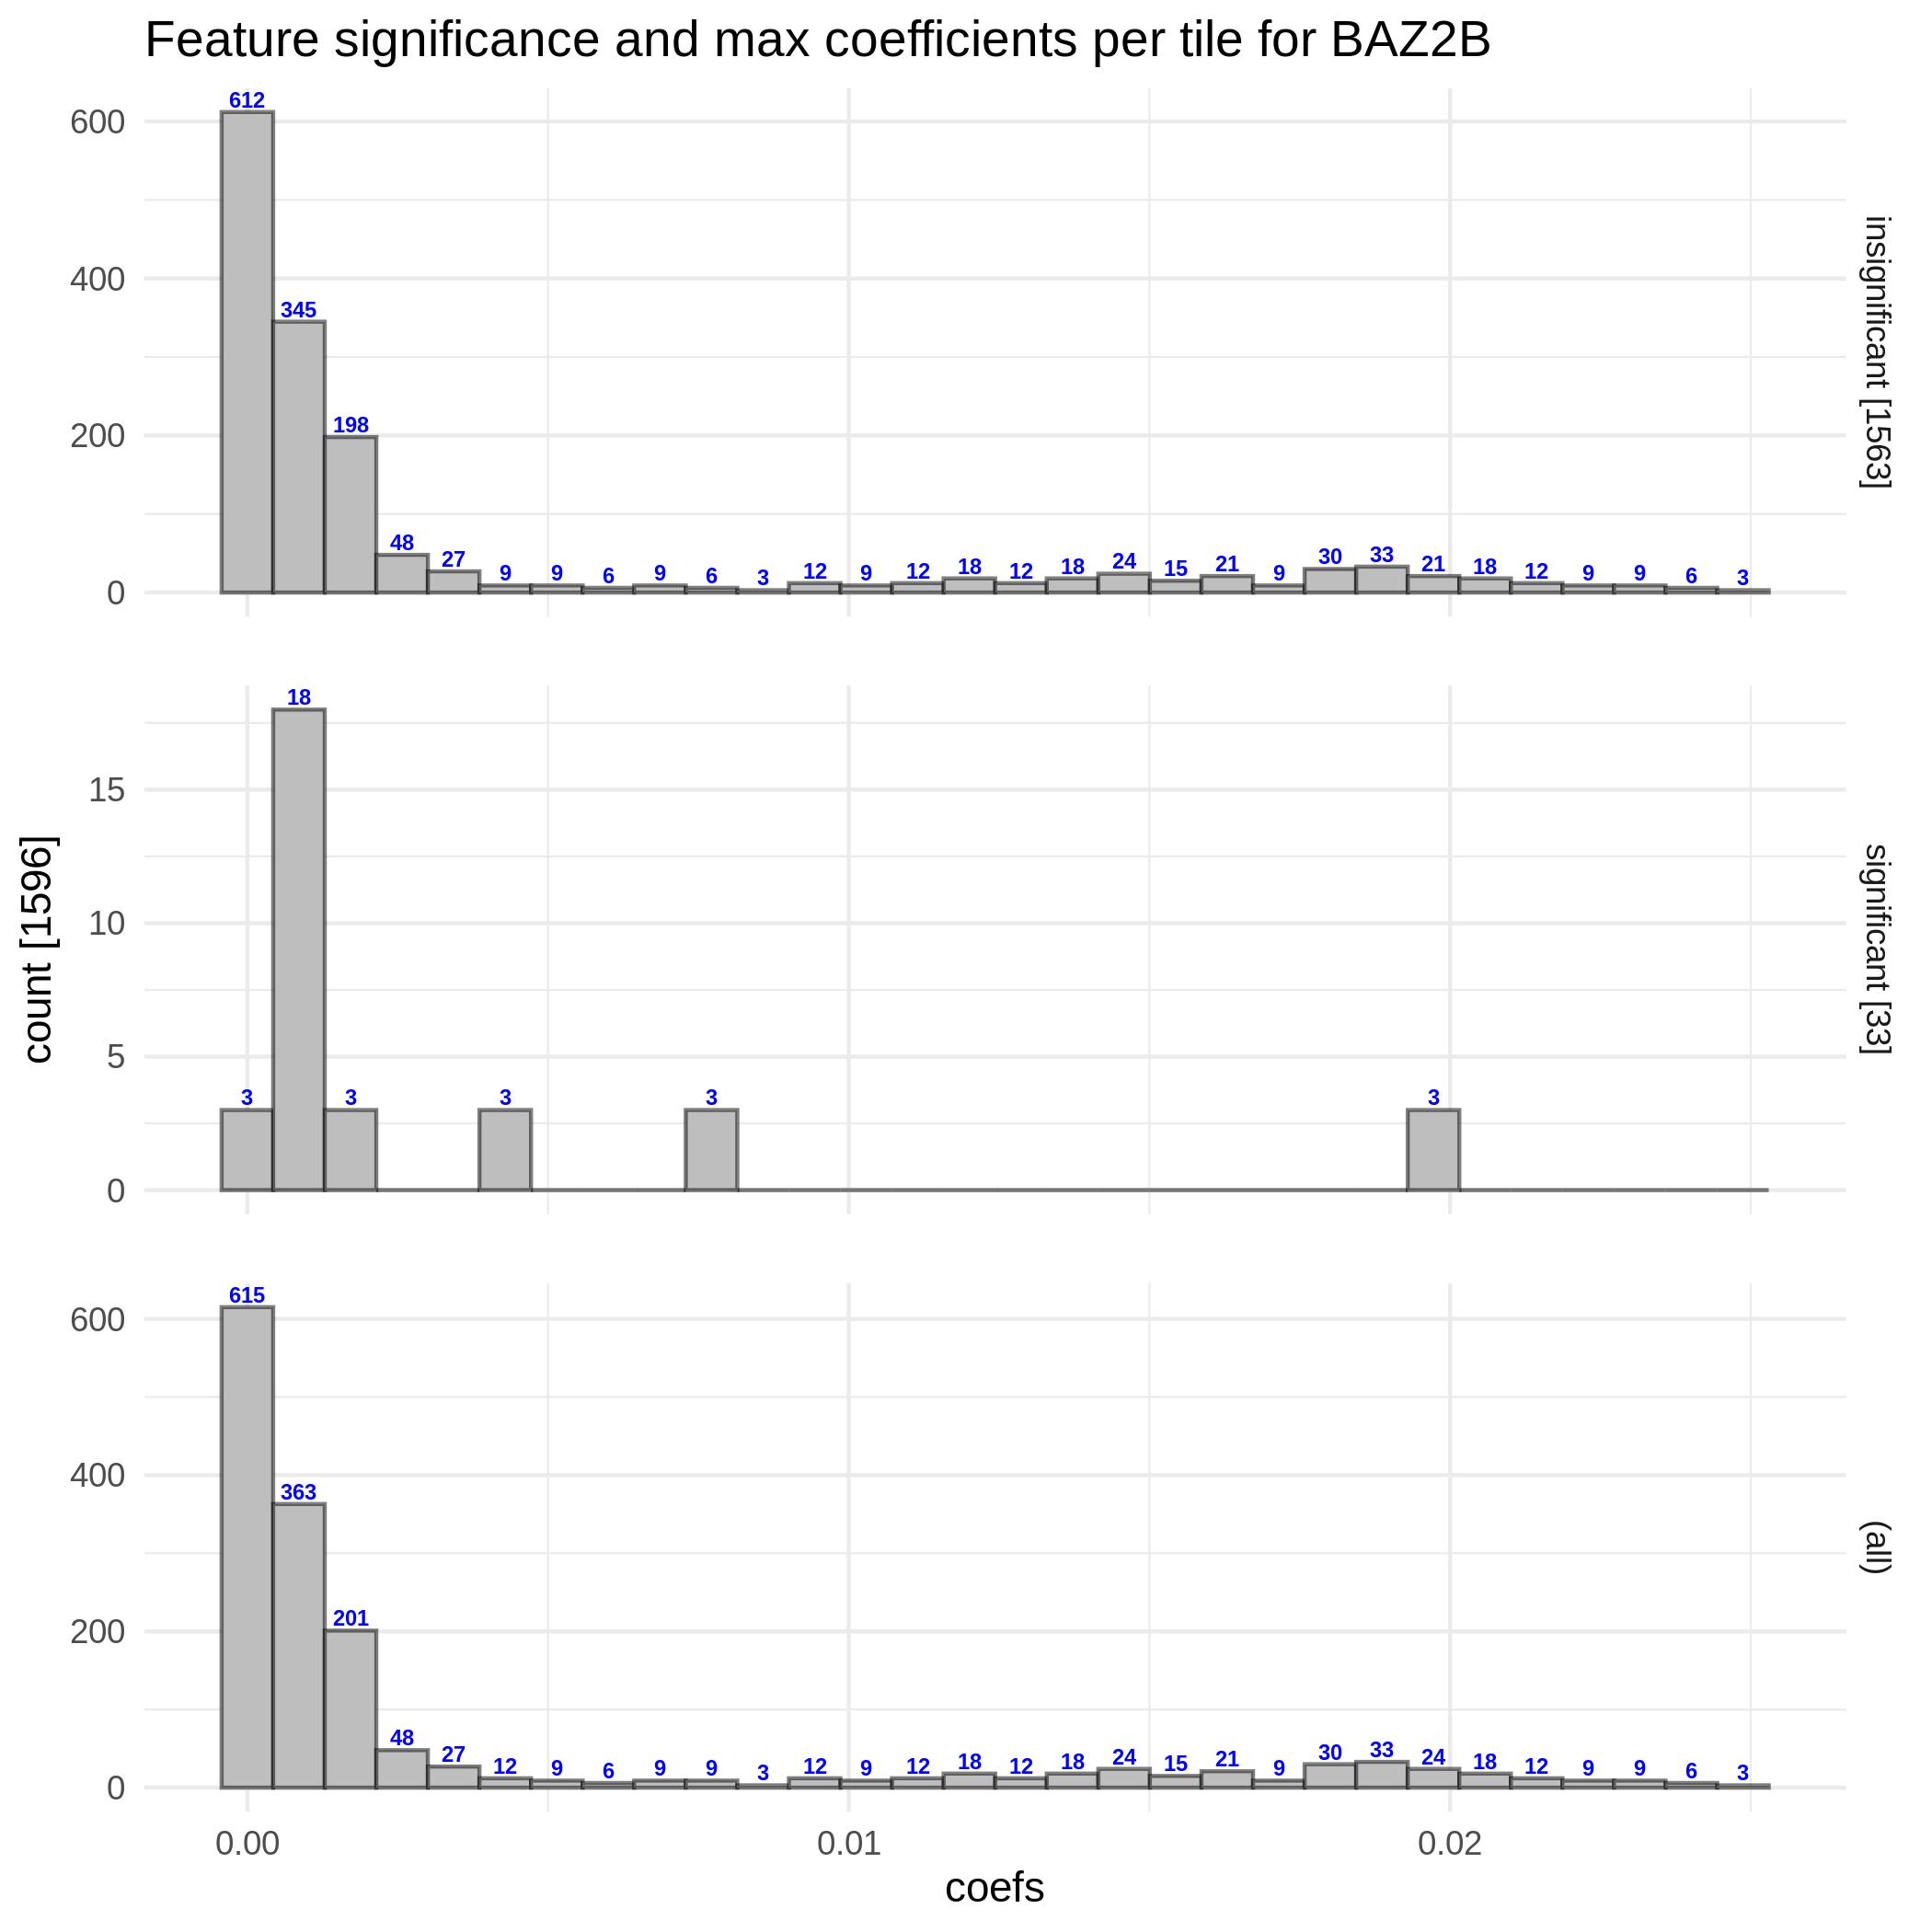 Feature significance and max coefficients per tile for BAZ2B
612
600
345
400
198
200
48 27 9 9 6 9 6 3 12 9 12 18 12 18 24 15 21 9 30 33 21 18 12 9 9 6 3
0
insignificant [1563]
18
15
10
5
3 3 3 3 3
0
significant [33]
count [1596]
615
600
400
363
201
200
48 27 12 9 6 9 9 3 12 9 12 18 12 18 24 15 21 9 30 33 24 18 12 9 9 6 3
0
(all)
0.00 0.01 0.02
coefs